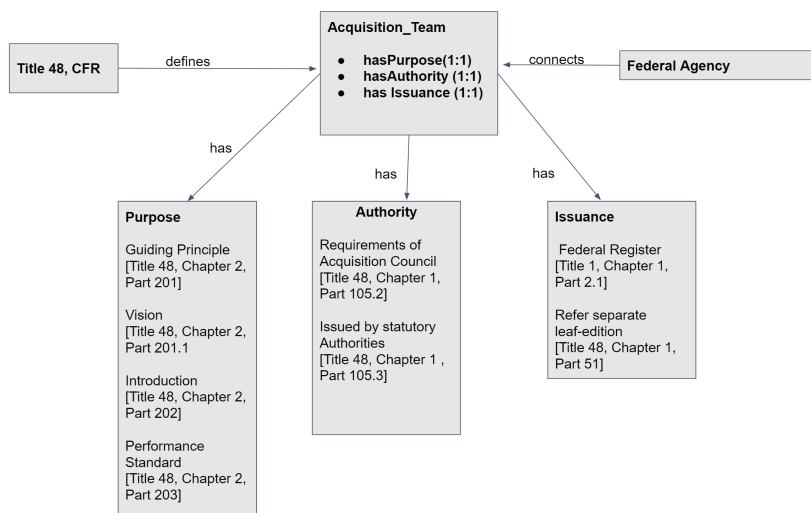 Acquisition_Team
● hasPurpose(1:1)
● hasAuthority (1:1)
● has Issuance (1:1)
Title 48, CFR
defines
connects
Federal Agency
has
has
has
Purpose
Guiding Principle
[Title 48, Chapter 2,
Part 201]
Vision
[Title 48, Chapter 2,
Part 201.1
Introduction
[Title 48, Chapter 2,
Part 202]
Performance
Standard
[Title 48, Chapter 2,
Part 203]
Authority
Requirements of
Acquisition Council
[Title 48, Chapter 1,
Part 105.2]
Issued by statutory
Authorities
[Title 48, Chapter 1 ,
Part 105.3]
Issuance
Federal Register
[Title 1, Chapter 1,
Part 2.1]
Refer separate
leaf-edition
[Title 48, Chapter 1,
Part 51]